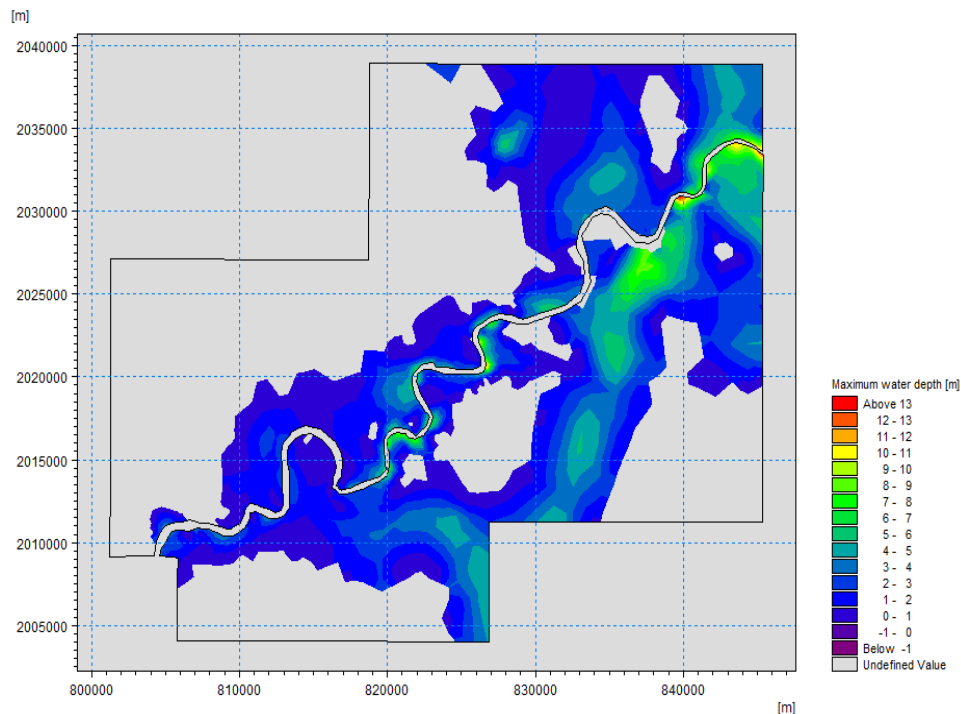 [m]
2040000
2035000
2030000
2025000
2020000
2015000
2010000
2005000
800000 810000 820000 830000 840000
[m]
Maximum water depth [m]
Above 13
12 - 13
11 - 12
10 - 11
9 - 10
8 - 9
7 - 8
6 - 7
5 - 6
4 - 5
3 - 4
2 - 3
1 - 2
0 - 1
-1 - 0
Below -1
Undefined Value